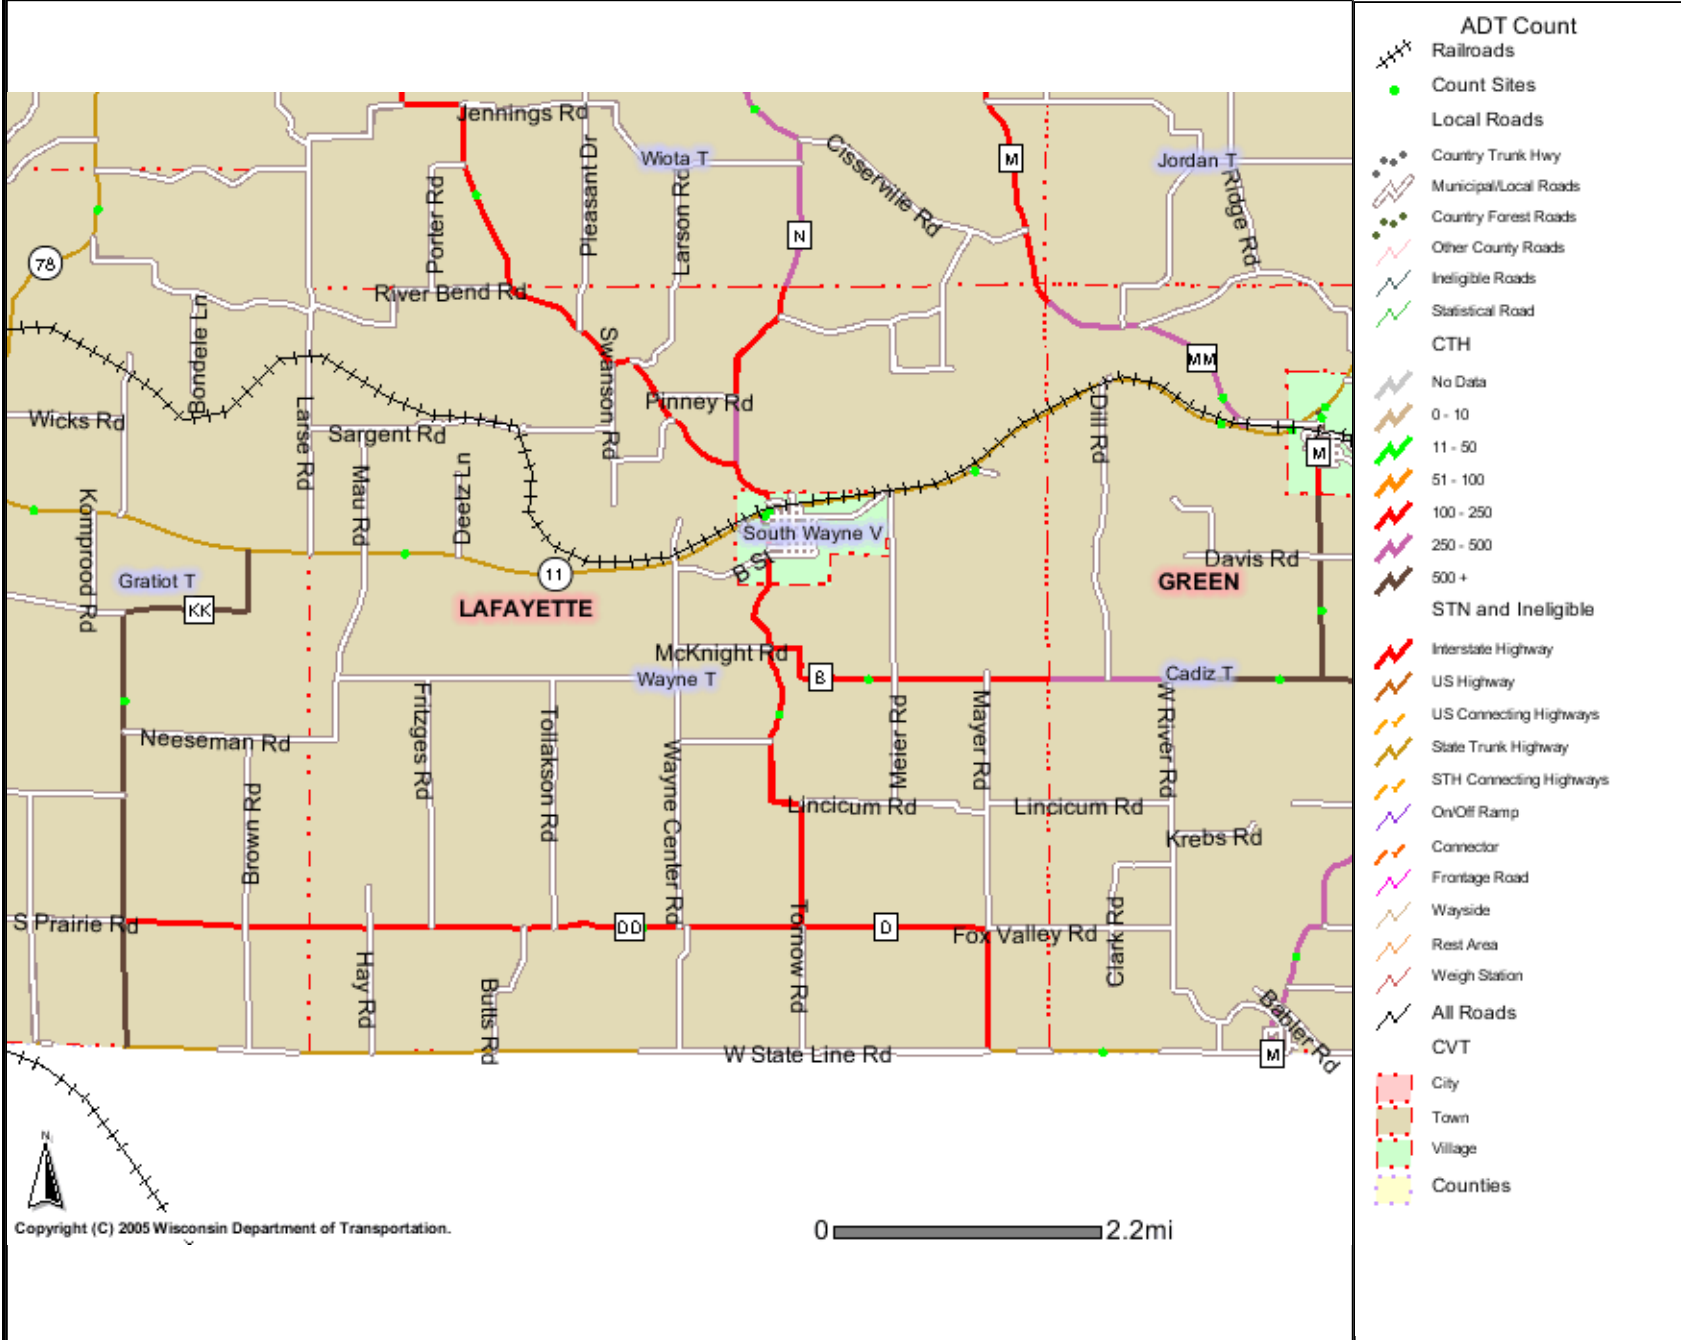 Jennings Rd
Pleasant Dr
Wiota T
Cisserville Rd
M
Jordan T
Ridge Rd
Porter Rd
Larson Rd
N
78
River Bend Rd
Bondele Ln
Swanson Rd
MM
Wicks Rd
Larse Rd
Sargent Rd
Pinney Rd
Dill Rd
M
Komprood Rd
Mau Rd
Deetz Ln
South Wayne V
B St
Davis Rd
Gratiot T
11
GREEN
KK
LAFAYETTE
McKnight Rd
Wayne T
B
Cadiz T
Fritzges Rd
Tollakson Rd
Wayne Center Rd
Meier Rd
Mayer Rd
W River Rd
Neeseman Rd
Brown Rd
Lincicum Rd
Lincicum Rd
Krebs Rd
S Prairie Rd
DD
D
Tornow Rd
Fox Valley Rd
Clark Rd
Hay Rd
Butts Rd
Babler Rd
W State Line Rd
M
N
Copyright (C) 2005 Wisconsin Department of Transportation.
0 2.2mi
ADT Count
Railroads
Count Sites
Local Roads
Country Trunk Hwy
Municipal/Local Roads
Country Forest Roads
Other County Roads
Ineligible Roads
Statistical Road
CTH
No Data
0 - 10
11 - 50
51 - 100
100 - 250
250 - 500
500 +
STN and Ineligible
Interstate Highway
US Highway
US Connecting Highways
State Trunk Highway
STH Connecting Highways
On/Off Ramp
Connector
Frontage Road
Wayside
Rest Area
Weigh Station
All Roads
CVT
City
Town
Village
Counties